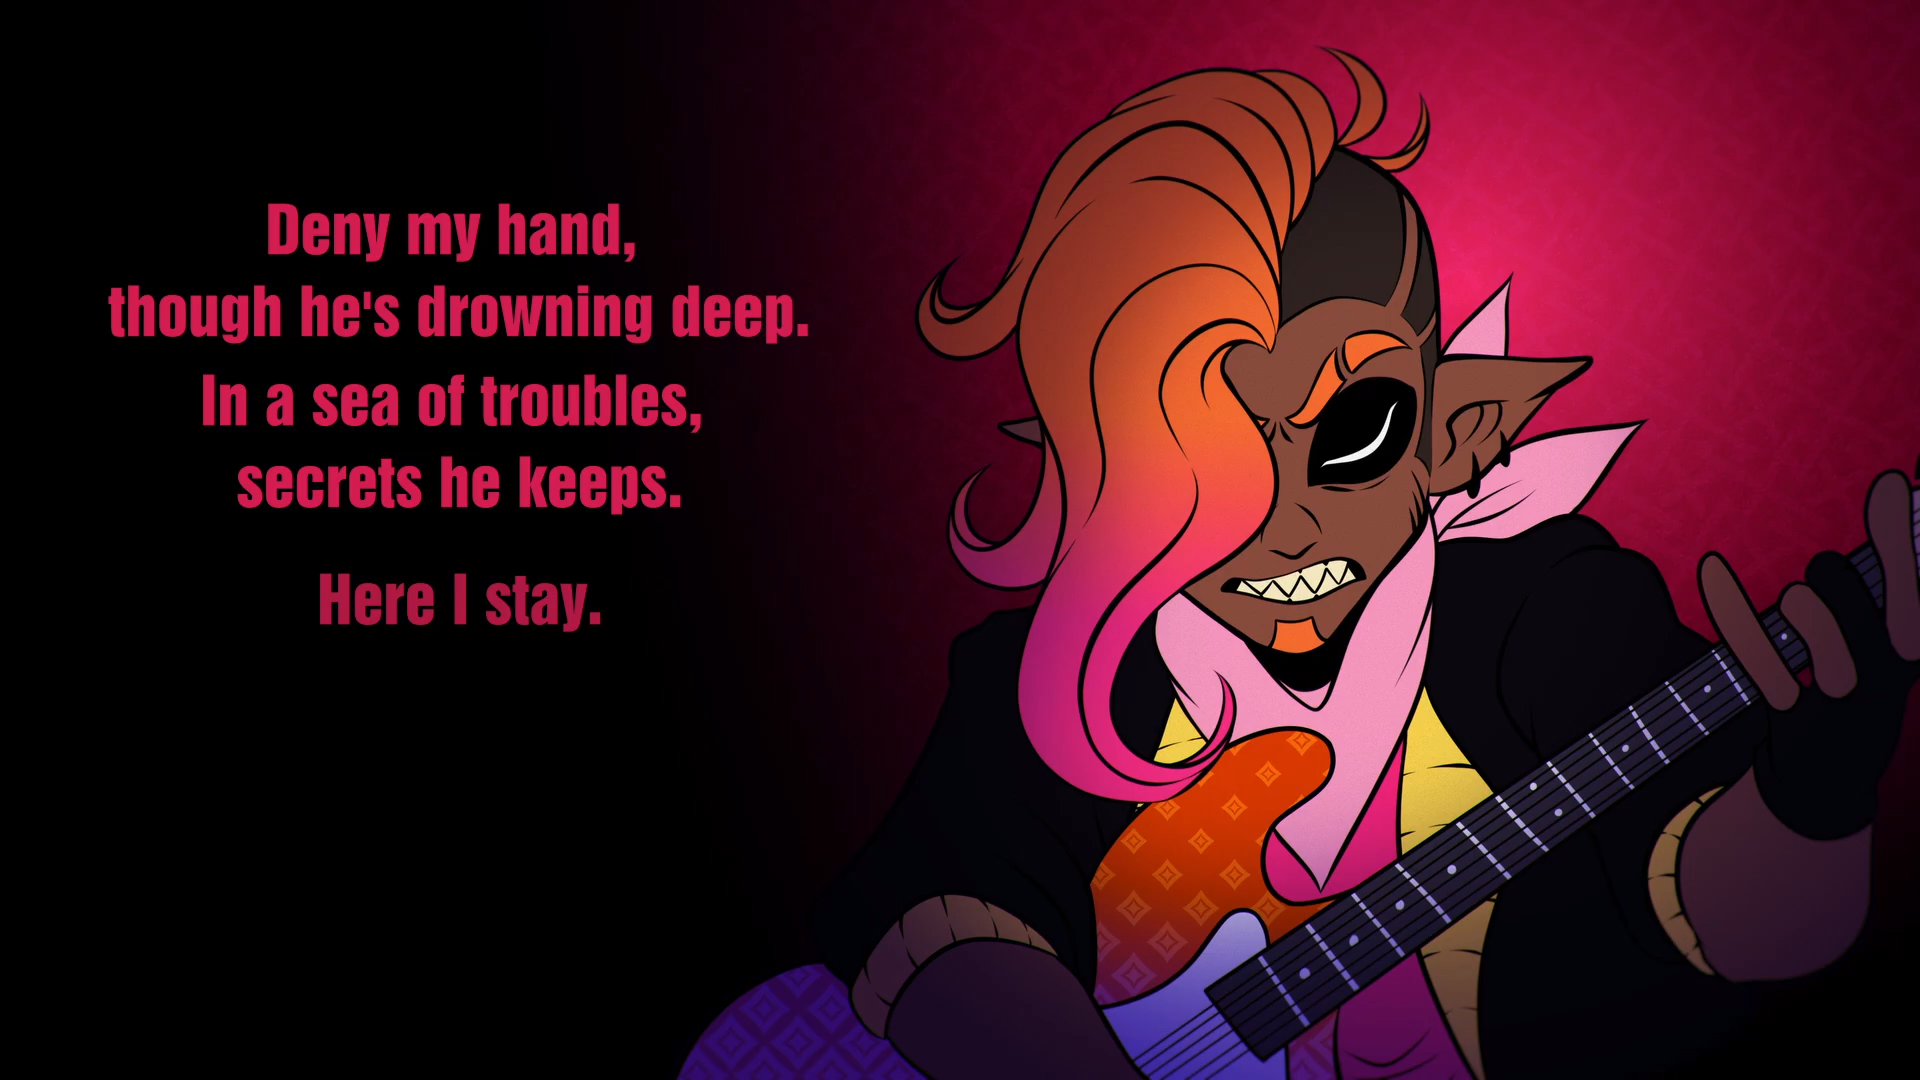 Deny my hand,
though he's drowning deep.
In a sea of troubles,
secrets he keeps.
Here I stay.